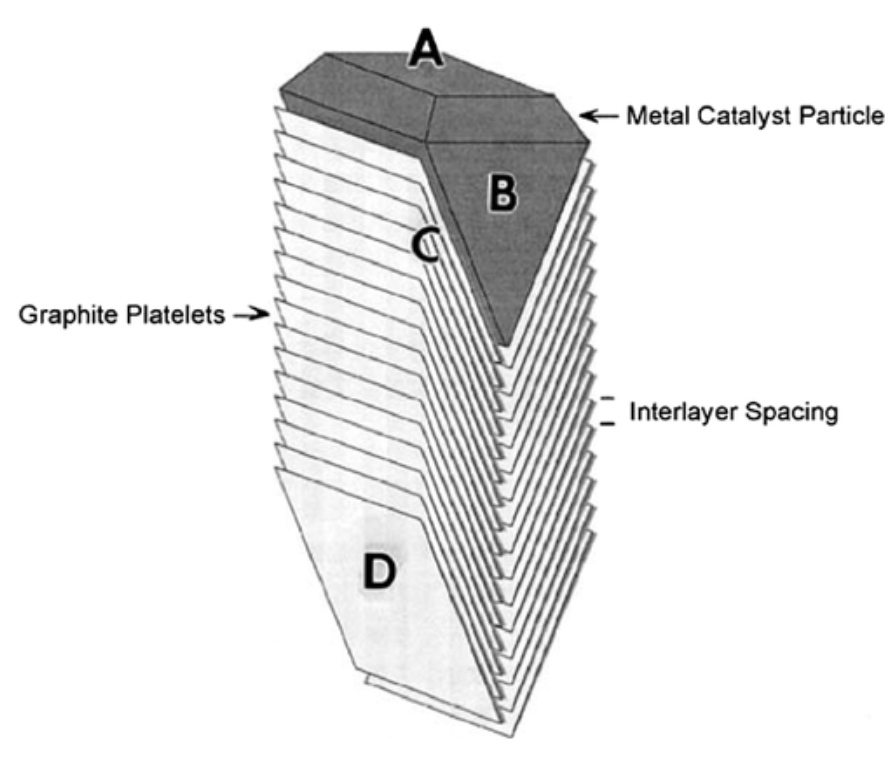 A
Metal Catalyst Particle
B
C
Graphite Platelets
Interlayer Spacing
D